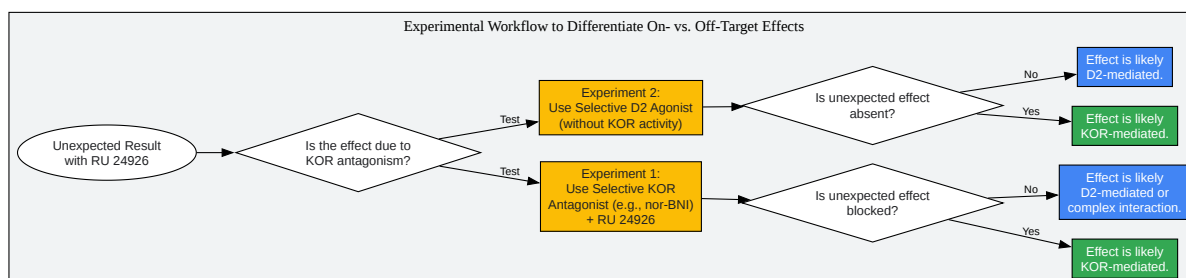 Experimental Workflow to Differentiate On- vs. Off-Target Effects
Unexpected Result
with RU 24926
Is the effect due to
KOR antagonism?
Test
Test
Experiment 2:
Use Selective D2 Agonist
(without KOR activity)
Is unexpected effect
absent?
No
Effect is likely
D2-mediated.
Yes
Effect is likely
KOR-mediated.
Experiment 1:
Use Selective KOR
Antagonist (e.g., nor-BNI)
+ RU 24926
Is unexpected effect
blocked?
No
Effect is likely
D2-mediated or
complex interaction.
Yes
Effect is likely
KOR-mediated.